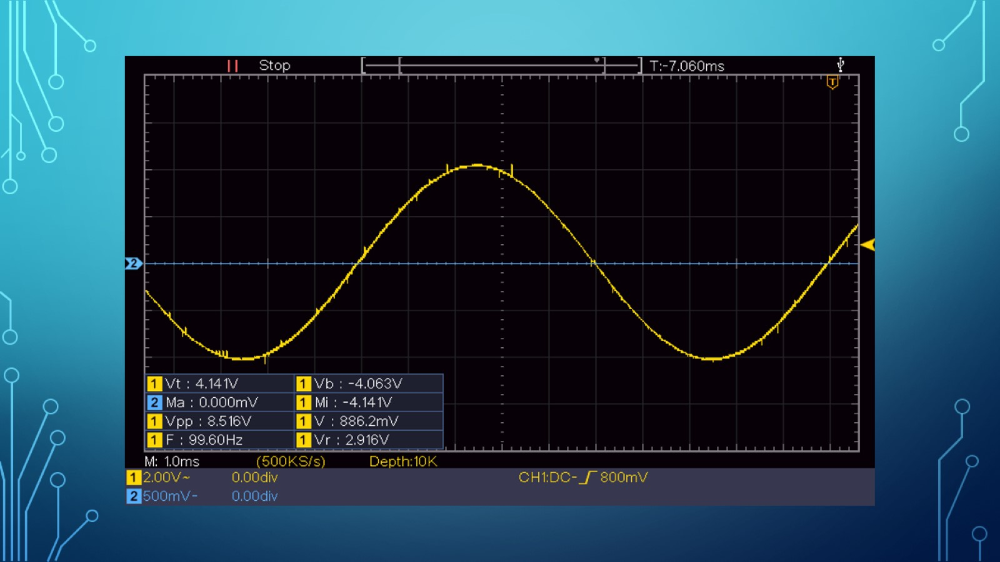 Stop T:-7.060ms
T
2
1 Vt : 4.141V 1 Vb : -4.063V
2 Ma : 0.000mV 1 Mi : -4.141V
1 Vpp : 8.516V 1 V : 886.2mV
1 F : 99.60Hz 1 Vr : 2.916V
M: 1.0ms (500KS/s) Depth:10K
1 2.00V~ 0.00div CH1:DC- 800mV
2 500mV- 0.00div